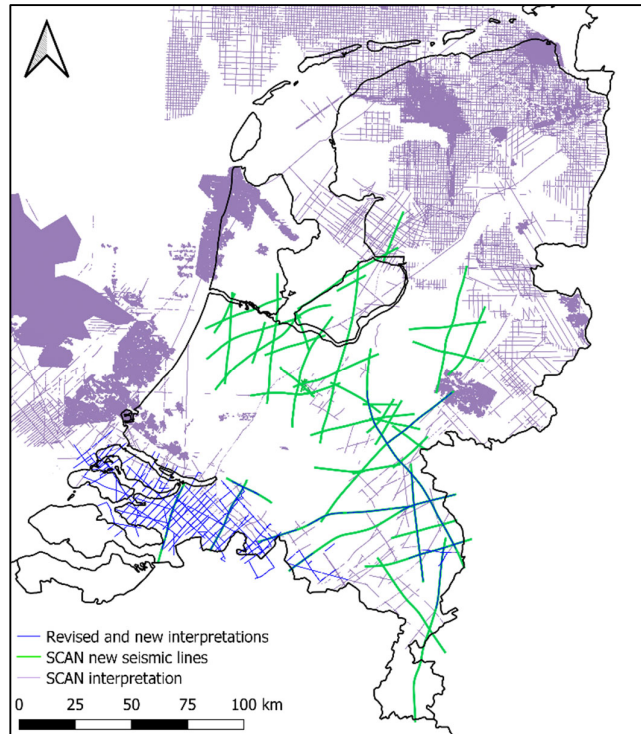 Revised and new interpretations
SCAN new seismic lines
SCAN interpretation
0 25 50 75 100 km